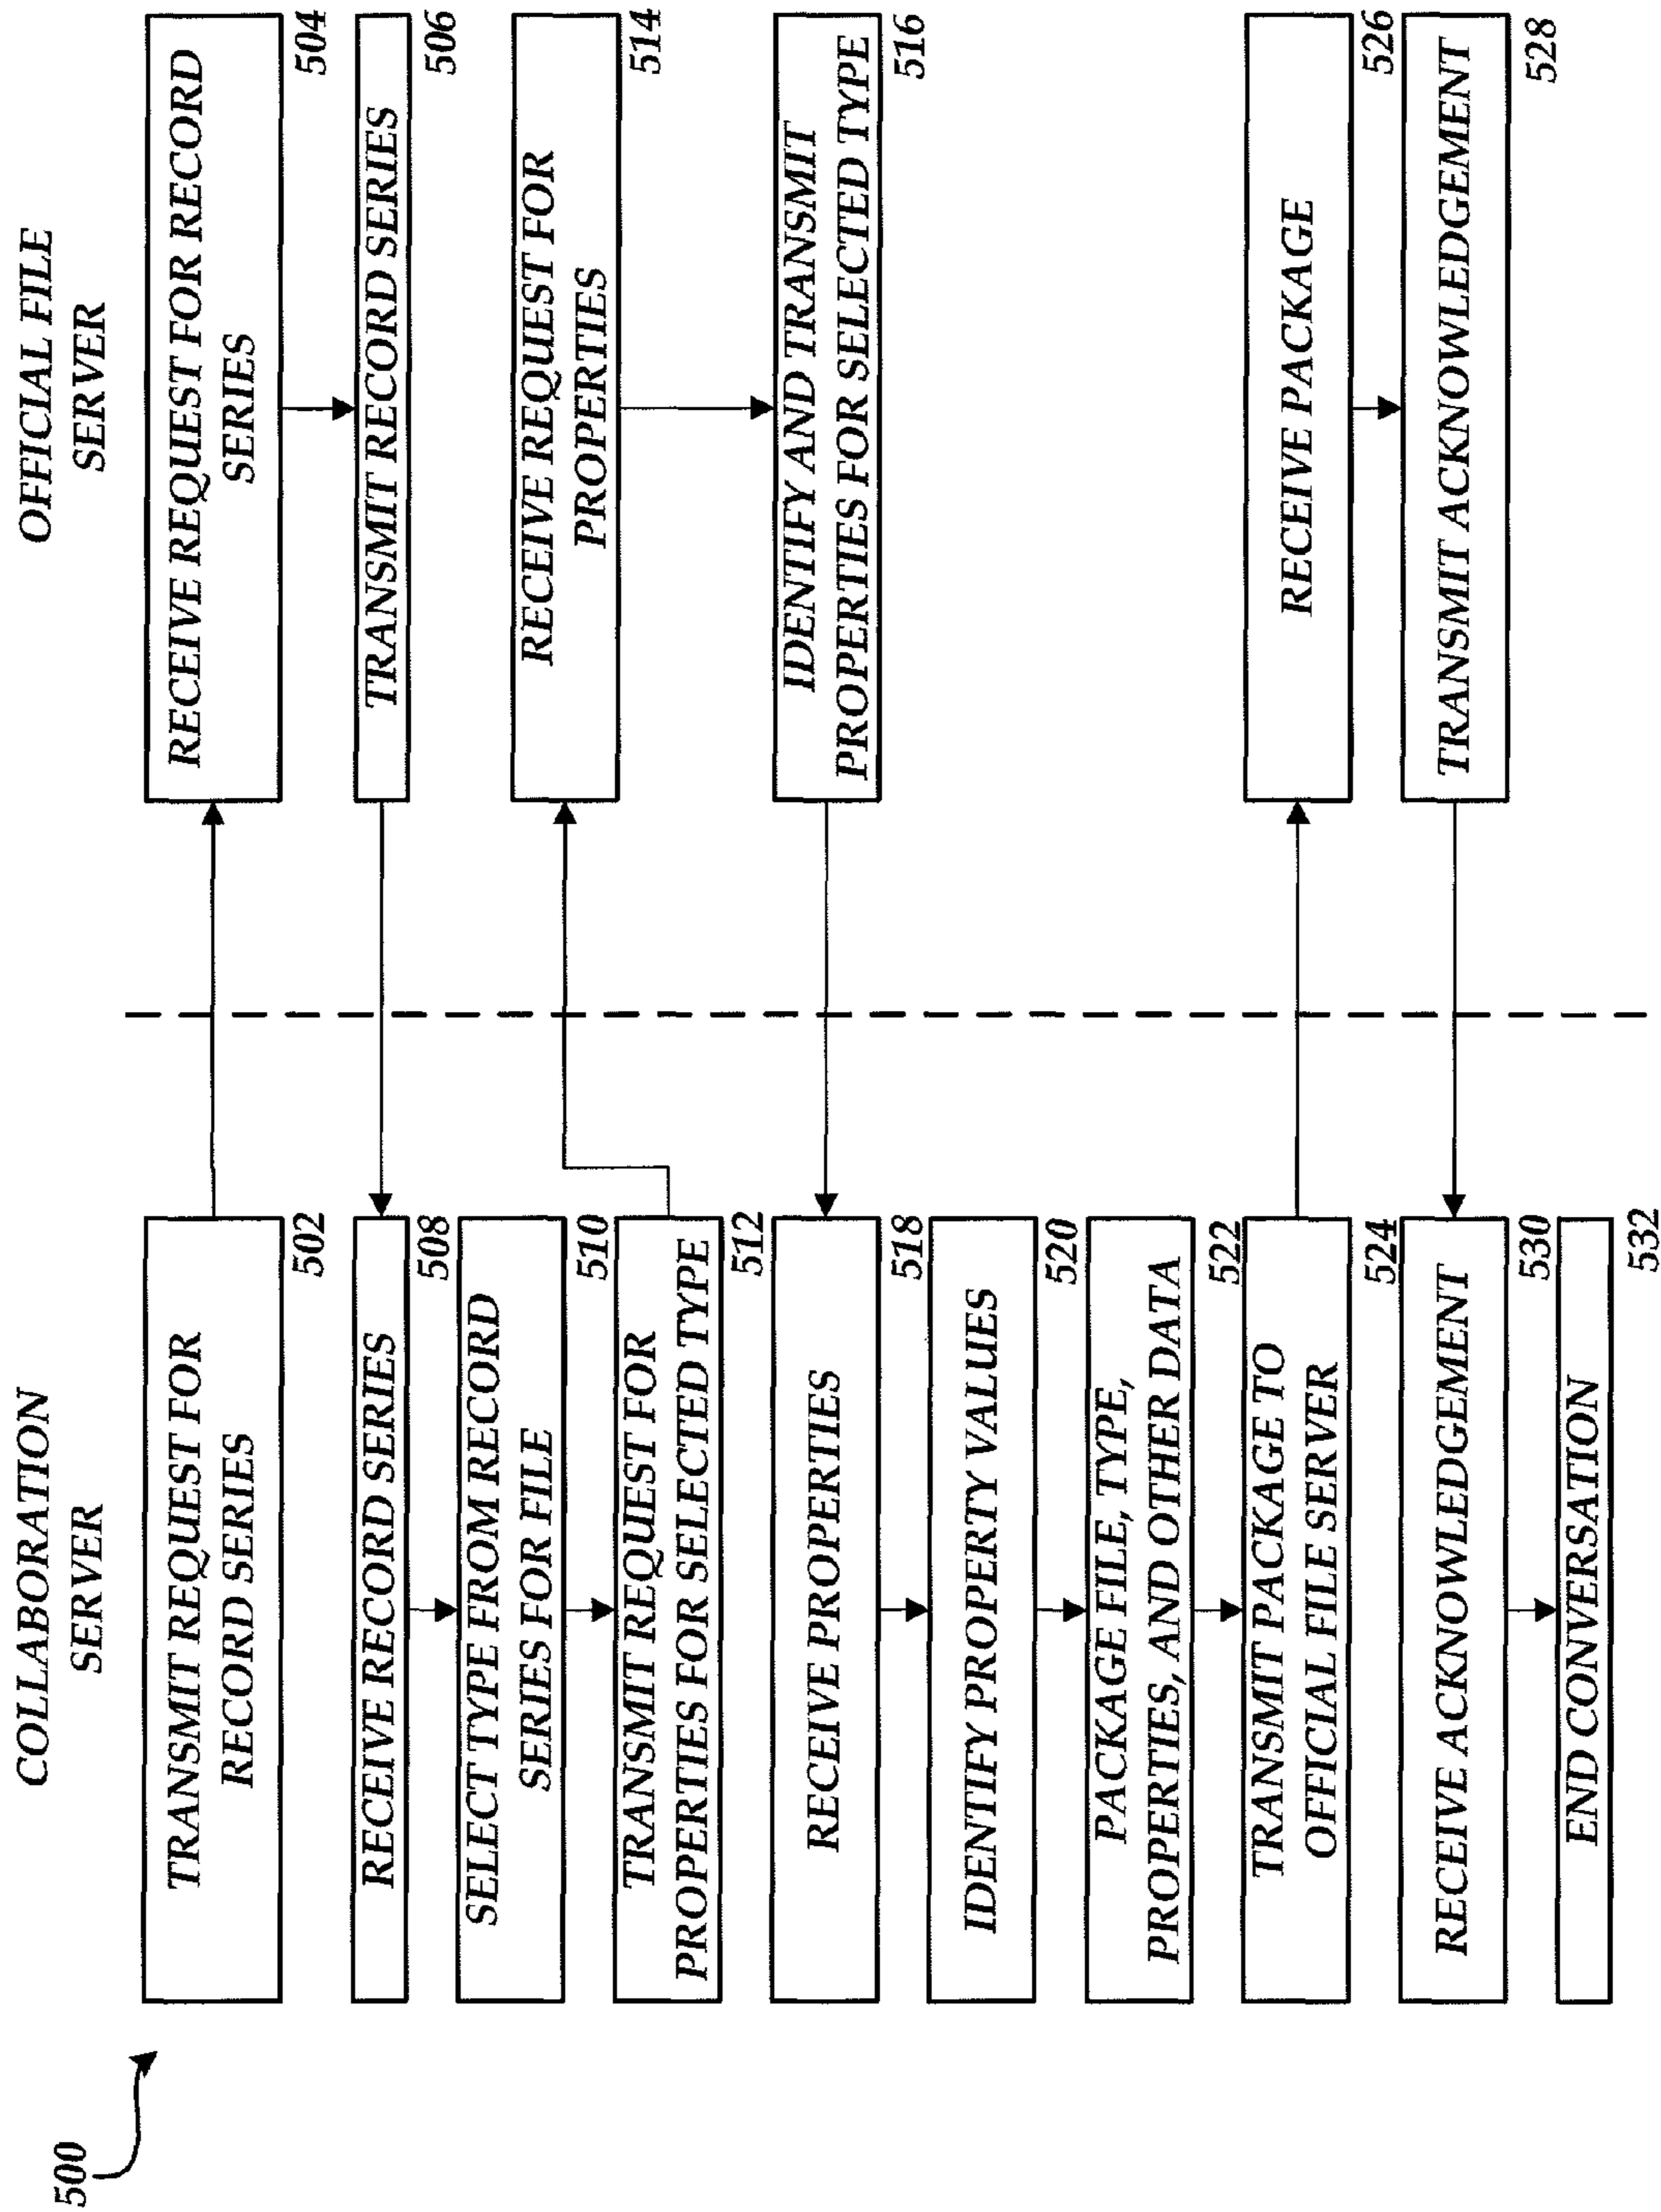 500
COLLABORATION
SERVER
OFFICIAL FILE
SERVER
TRANSMIT REQUEST FOR
RECORD SERIES
502
RECEIVE REQUEST FOR RECORD
SERIES
504
TRANSMIT RECORD SERIES
506
RECEIVE RECORD SERIES
508
SELECT TYPE FROM RECORD
SERIES FOR FILE
510
TRANSMIT REQUEST FOR
PROPERTIES FOR SELECTED TYPE
512
RECEIVE REQUEST FOR
PROPERTIES
514
IDENTIFY AND TRANSMIT
PROPERTIES FOR SELECTED TYPE
516
RECEIVE PROPERTIES
518
IDENTIFY PROPERTY VALUES
520
PACKAGE FILE, TYPE,
PROPERTIES, AND OTHER DATA
522
TRANSMIT PACKAGE TO
OFFICIAL FILE SERVER
524
RECEIVE PACKAGE
526
TRANSMIT ACKNOWLEDGEMENT
528
RECEIVE ACKNOWLEDGMENT
530
END CONVERSATION
532